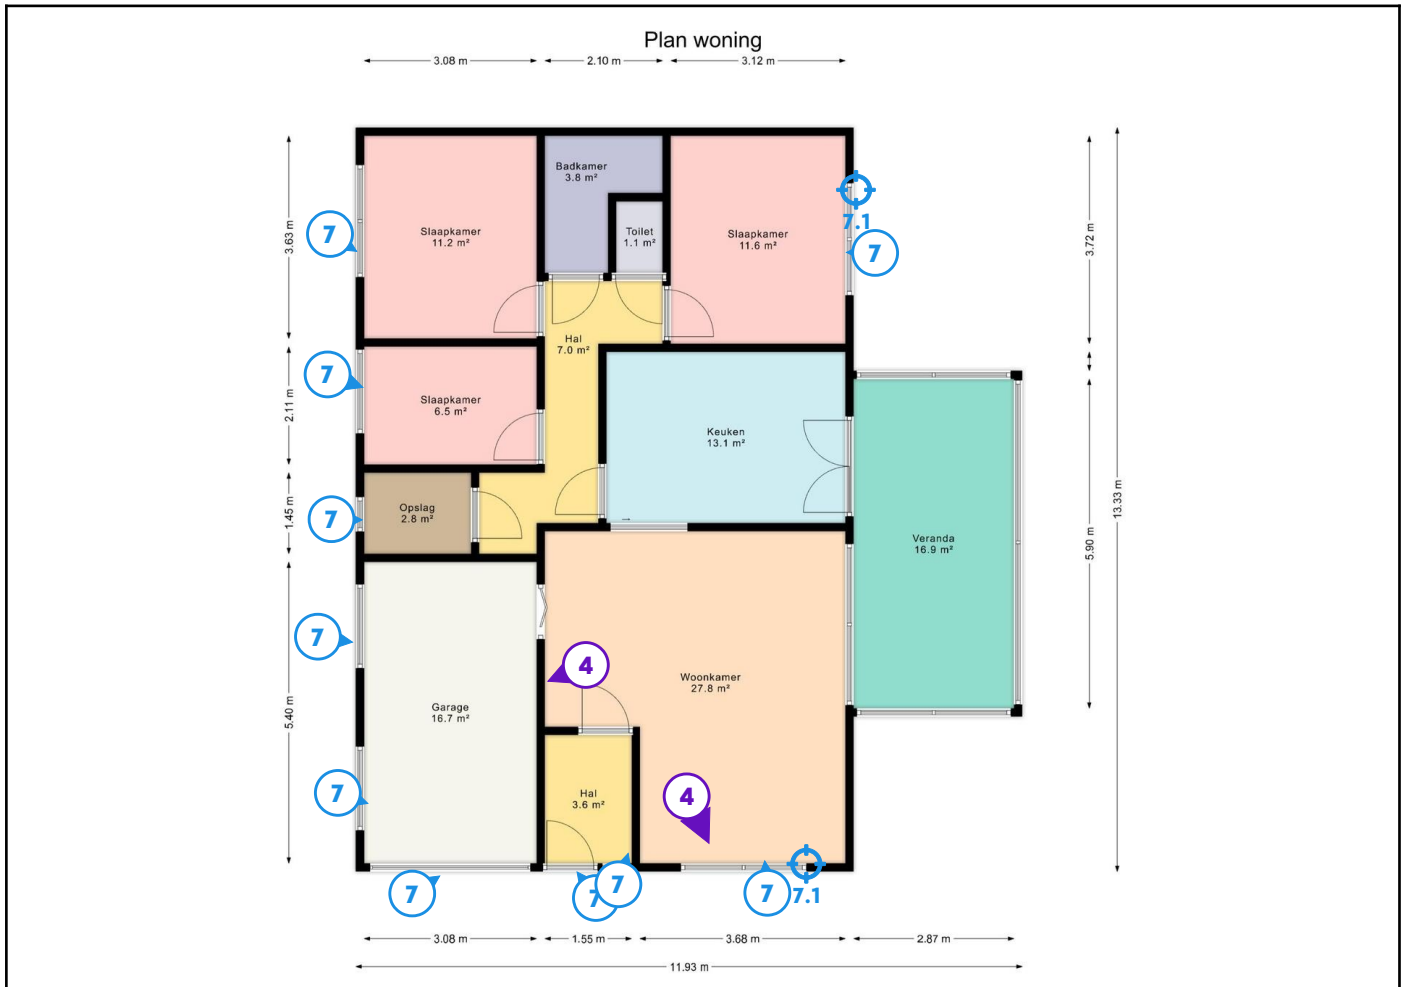 Plan woning
3.08 m
2.10 m
3.12 m
3.63 m
2.11 m
1.45 m
5.40 m
Slaapkamer
11.2 m²
Badkamer
3.8 m²
Toilet
1.1 m²
Slaapkamer
11.6 m²
7
7.1
7
3.72 m
Hal
7.0 m²
7
Slaapkamer
6.5 m²
Keuken
13.1 m²
7
Opslag
2.8 m²
Veranda
16.9 m²
5.90 m
13.33 m
7
4
Woonkamer
27.8 m²
Garage
16.7 m²
7
Hal
3.6 m²
4
7
7
7
7
7.1
3.08 m
1.55 m
3.68 m
2.87 m
11.93 m